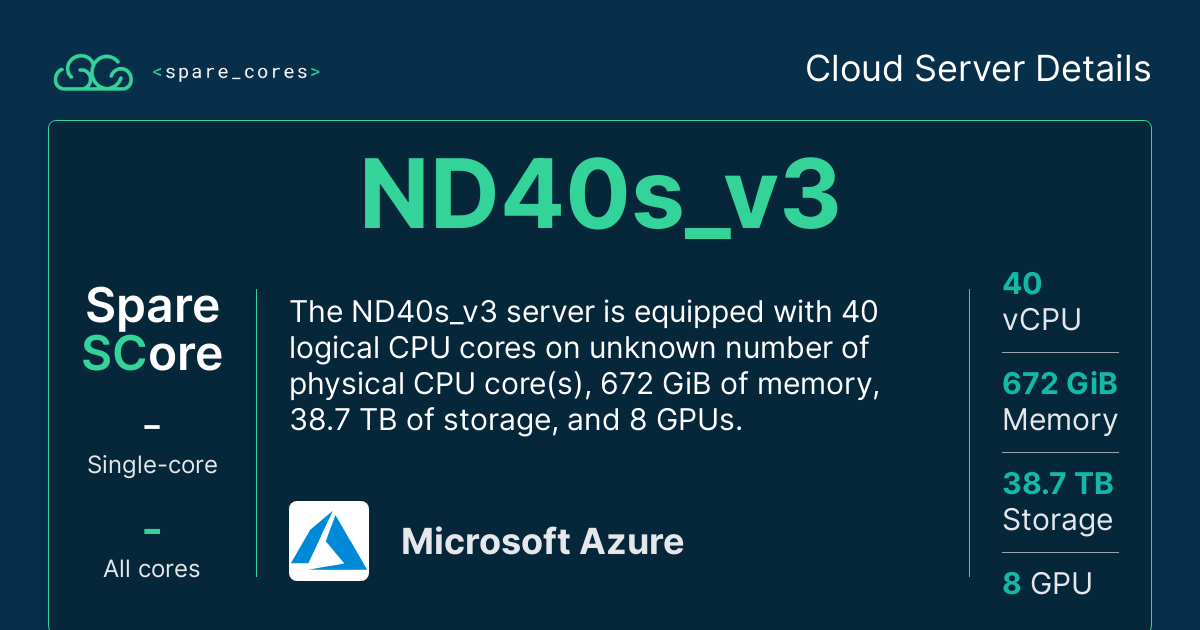 <spare_cores>
Cloud Server Details
ND40s_v3
Spare
SCore
-
Single-core
-
All cores
The ND40s_v3 server is equipped with 40
logical CPU cores on unknown number of
physical CPU core(s), 672 GiB of memory,
38.7 TB of storage, and 8 GPUs.
Microsoft Azure
40
vCPU
672 GiB
Memory
38.7 TB
Storage
8 GPU